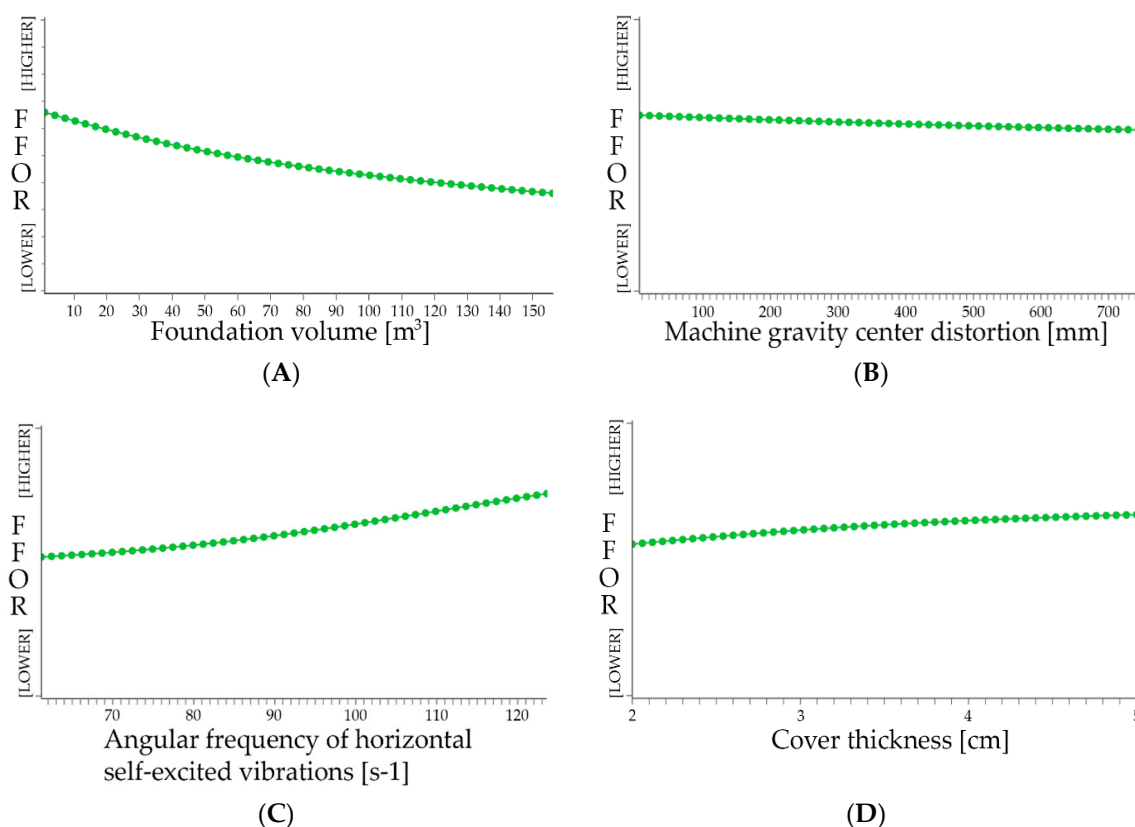 [HIGHER]
F
F
O
R
[LOWER]
10 20 30 40 50 60 70 80 90 100 110 120 130 140 150
Foundation volume [m³]
(A)
[HIGHER]
F
F
O
R
[LOWER]
100 200 300 400 500 600 700
Machine gravity center distortion [mm]
(B)
[HIGHER]
F
F
O
R
[LOWER]
70 80 90 100 110 120
Angular frequency of horizontal
self-excited vibrations [s-1]
(C)
[HIGHER]
F
F
O
R
[LOWER]
2 3 4 5
Cover thickness [cm]
(D)